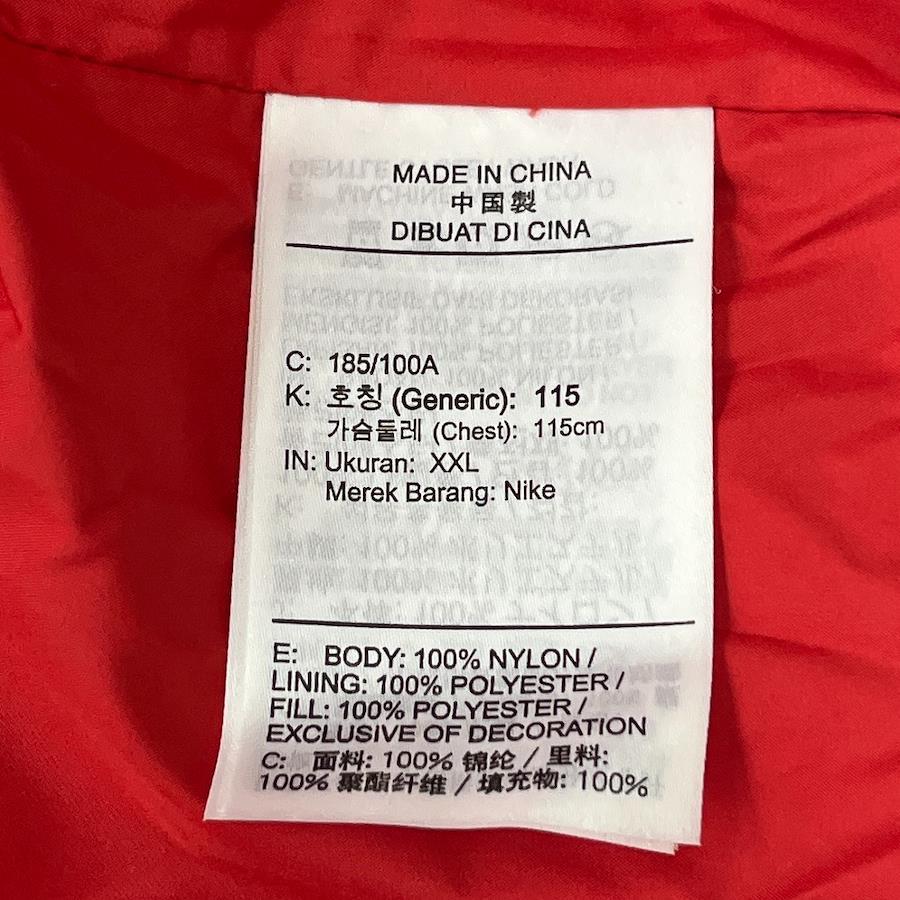 MADE IN CHINA
中国製
DIBUAT DI CINA
C: 185/100A
K: 호칭 (Generic): 115
가슴둘레 (Chest): 115cm
IN: Ukuran: XXL
Merek Barang: Nike
E: BODY: 100% NYLON /
LINING: 100% POLYESTER /
FILL: 100% POLYESTER /
EXCLUSIVE OF DECORATION
C: 面料: 100% 锦纶 / 里料:
100% 聚酯纤维 / 填充物: 100%